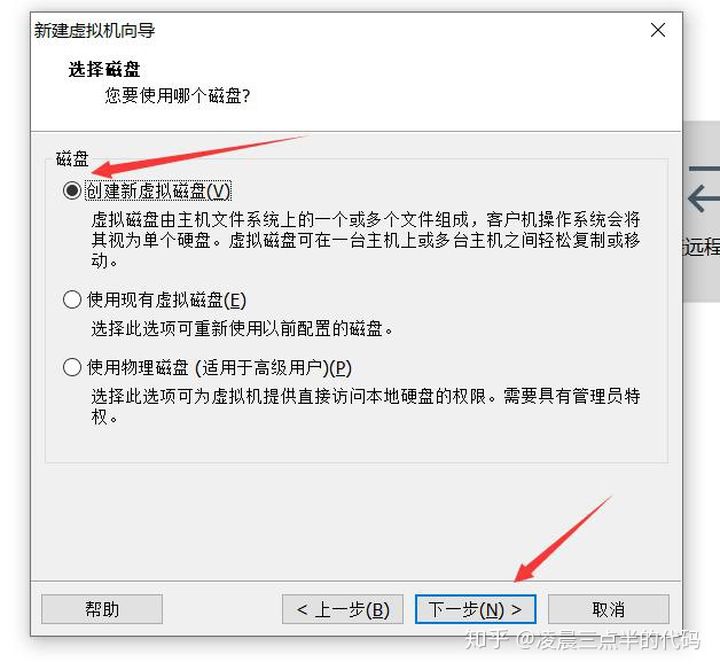 新建虚拟机向导
选择磁盘
您要使用哪个磁盘?
磁盘
创建新虚拟磁盘(V)
虚拟磁盘由主机文件系统上的一个或多个文件组成，客户机操作系统会将
其视为单个硬盘。虚拟磁盘可在一台主机上或多台主机之间轻松复制或移
动。
使用现有虚拟磁盘(E)
选择此选项可重新使用以前配置的磁盘。
使用物理磁盘 (适用于高级用户)(P)
选择此选项可为虚拟机提供直接访问本地硬盘的权限。需要具有管理员特
权。
远程
帮助
< 上一步(B)
下一步(N) >
取消
知乎 @凌晨三点半的代码